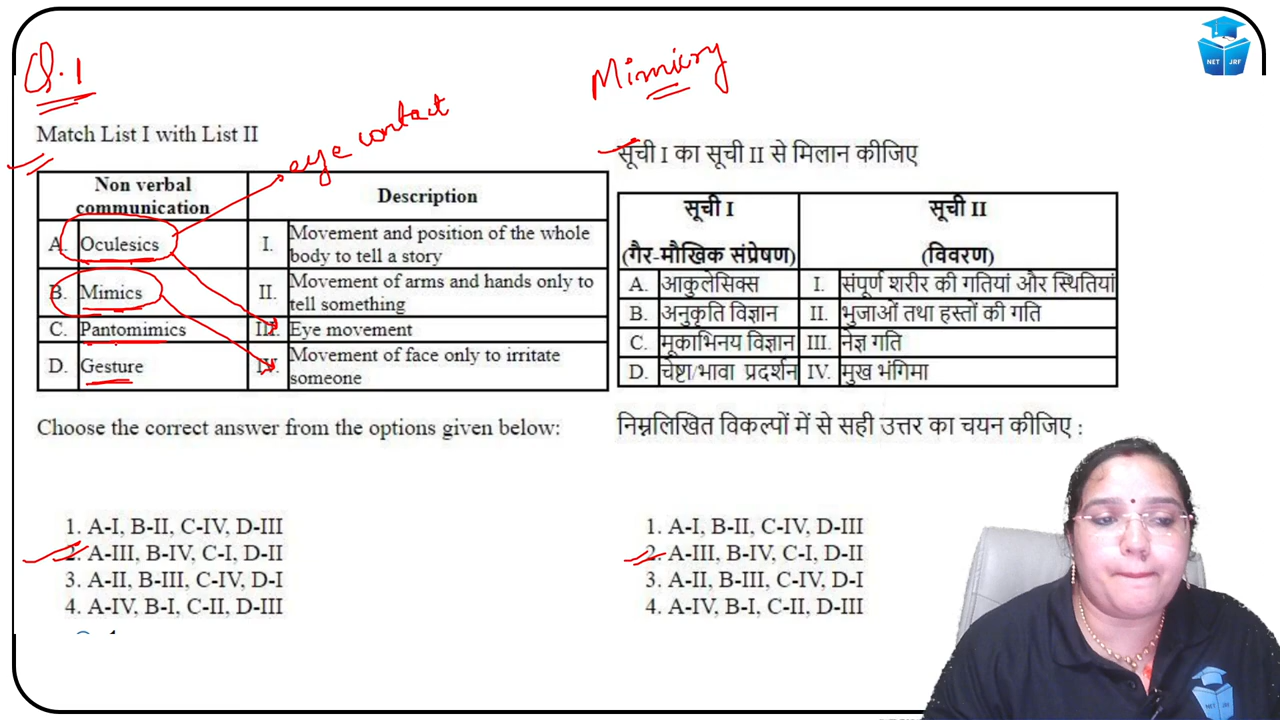 Q.1
Mimicry
eye contact
NET JRF
Match List I with List II
Non verbal communication | Description
A. Oculesics | I. Movement and position of the whole body to tell a story
B. Mimics | II. Movement of arms and hands only to tell something
C. Pantomimics | III. Eye movement
D. Gesture | IV. Movement of face only to irritate someone
Choose the correct answer from the options given below:
1. A-I, B-II, C-IV, D-III
2. A-III, B-IV, C-I, D-II
3. A-II, B-III, C-IV, D-I
4. A-IV, B-I, C-II, D-III
सूची I का सूची II से मिलान कीजिए
सूची I (गैर-मौखिक संप्रेषण) | सूची II (विवरण)
A. आकुलेसिक्स | I. संपूर्ण शरीर की गतियां और स्थितियां
B. अनुकृति विज्ञान | II. भुजाओं तथा हस्तों की गति
C. मूकाभिनय विज्ञान | III. नेज्ञ गति
D. चेष्टा/भावा प्रदर्शन | IV. मुख भंगिमा
निम्नलिखित विकल्पों में से सही उत्तर का चयन कीजिए :
1. A-I, B-II, C-IV, D-III
2. A-III, B-IV, C-I, D-II
3. A-II, B-III, C-IV, D-I
4. A-IV, B-I, C-II, D-III
NET JRF